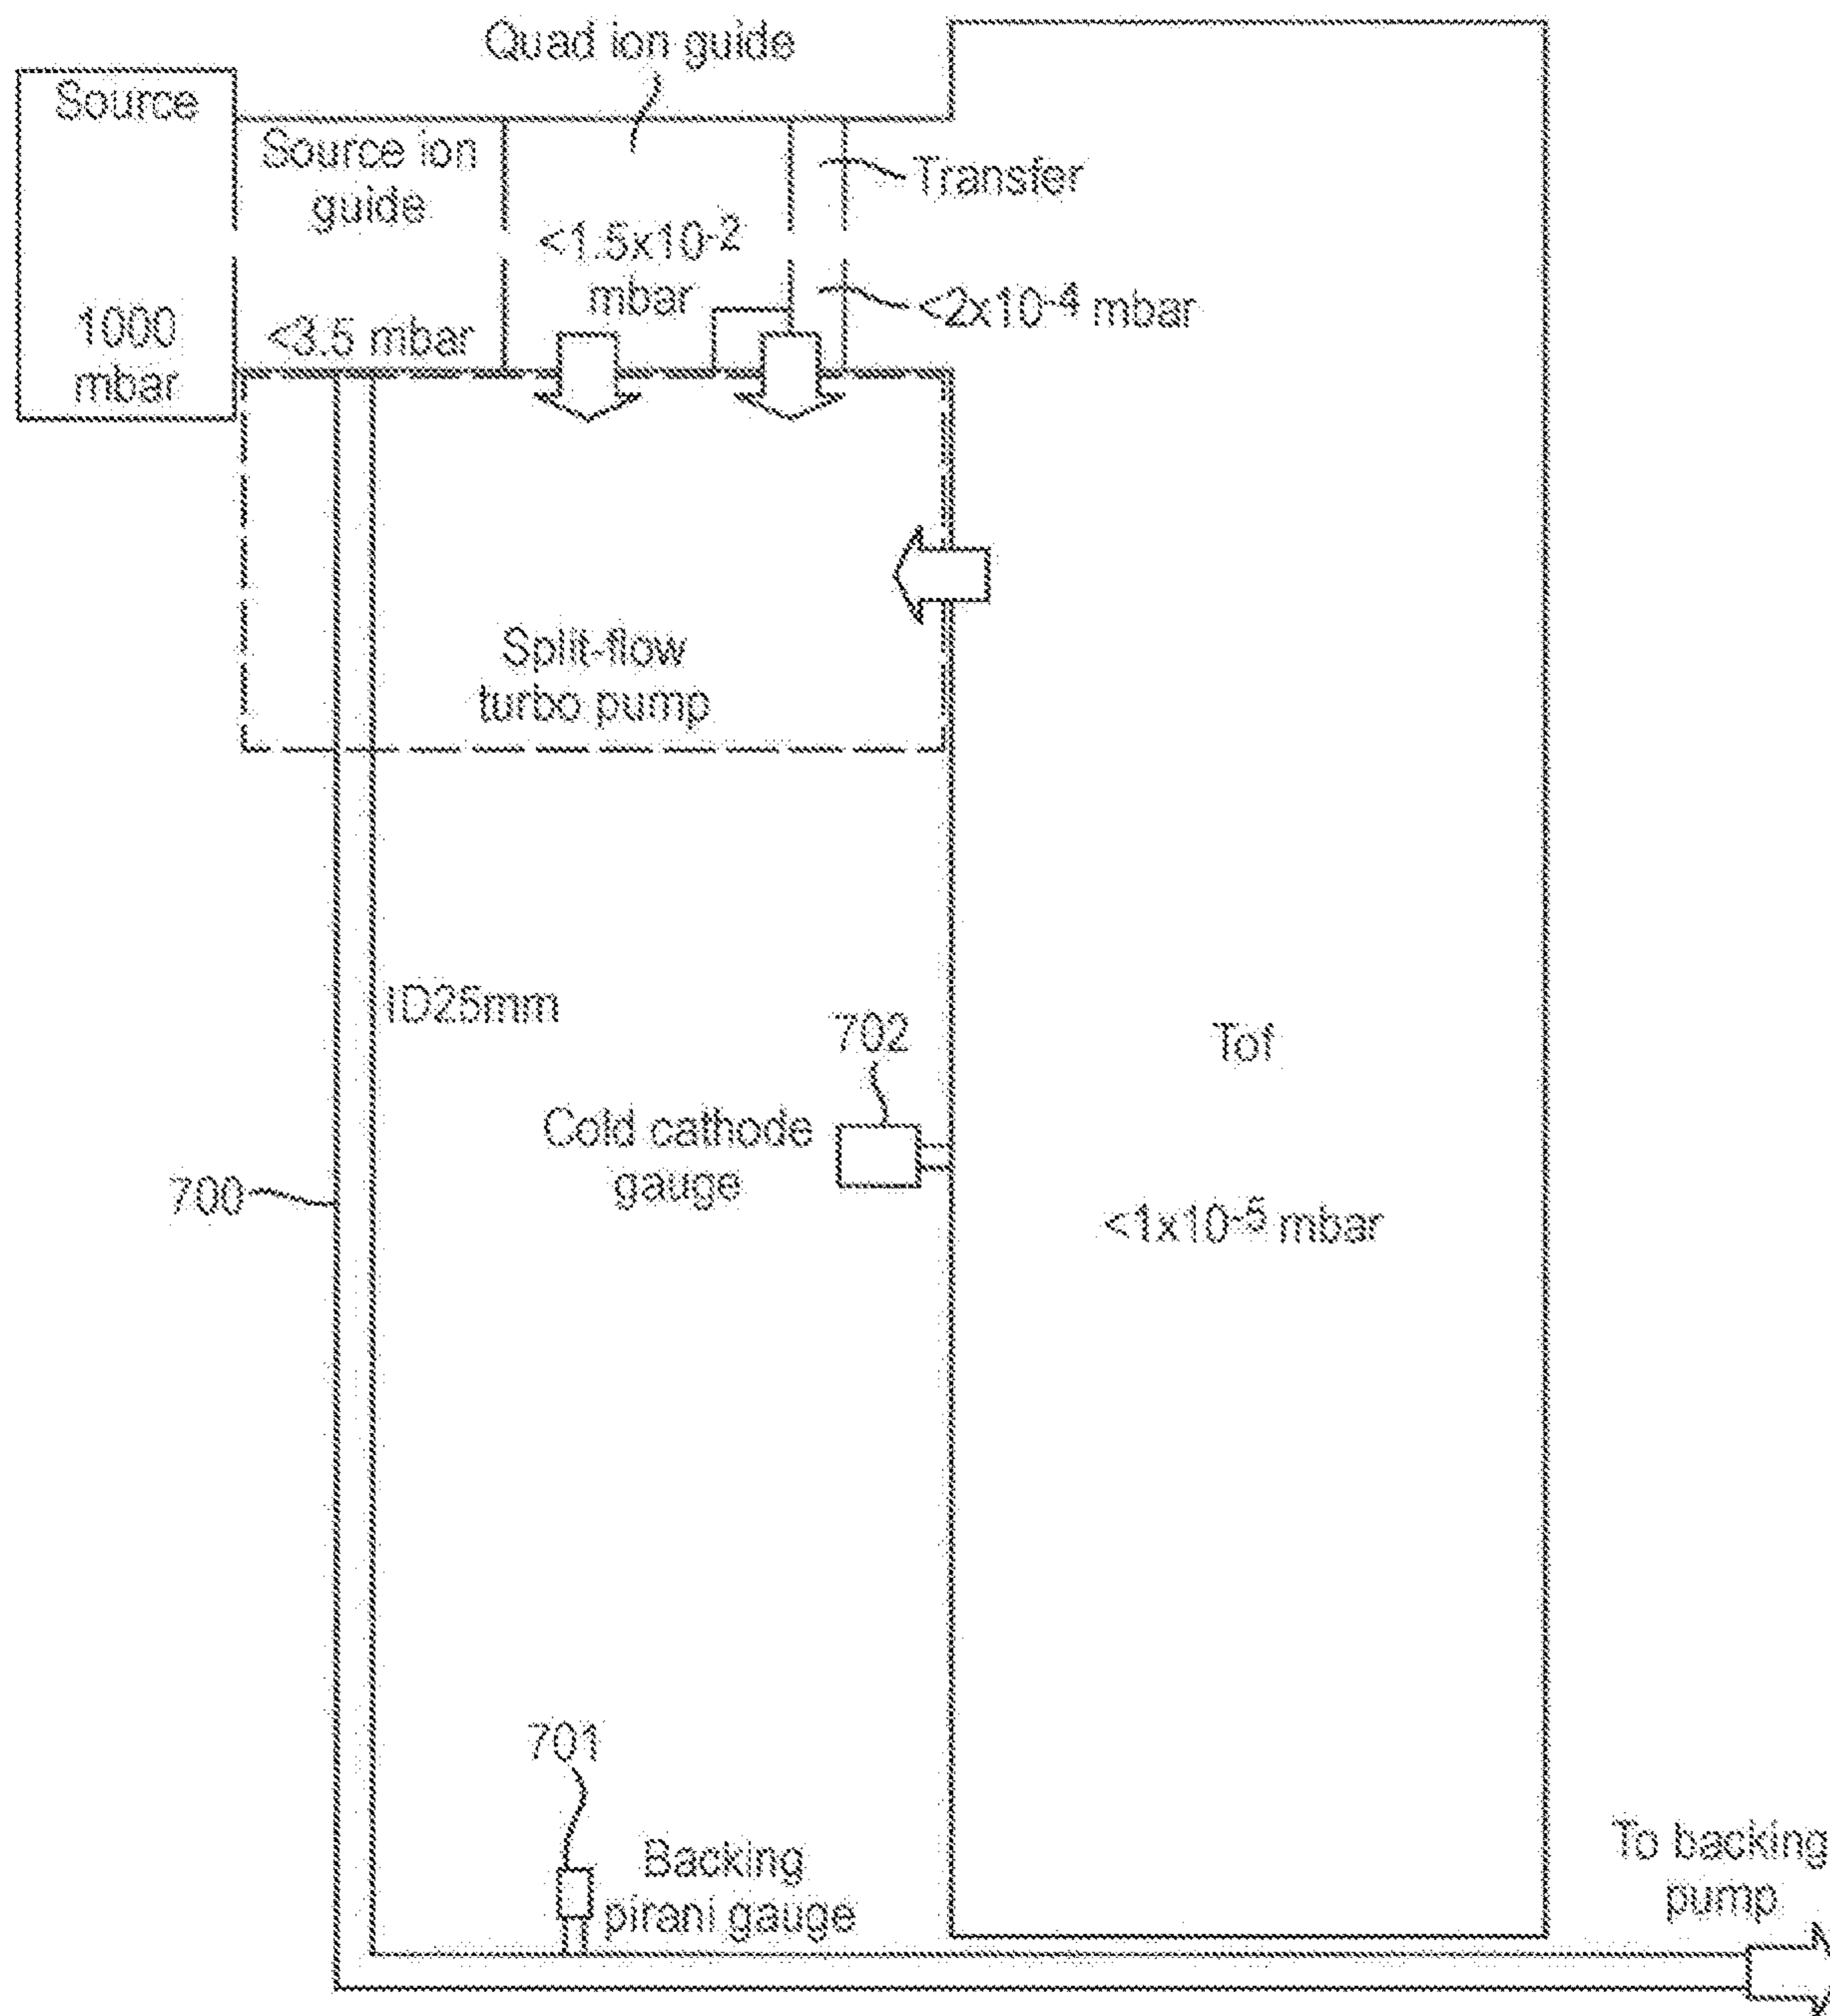 Quad ion guide
Source
Source ion
guide
Transfer
<1.5x10-2
mbar
1000
mbar
<3.5 mbar
<2x10-4 mbar
Split-flow
turbo pump
ID25mm
702
Tof
Cold cathode
gauge
700
<1x10-5 mbar
701
Backing
pirani gauge
To backing
pump